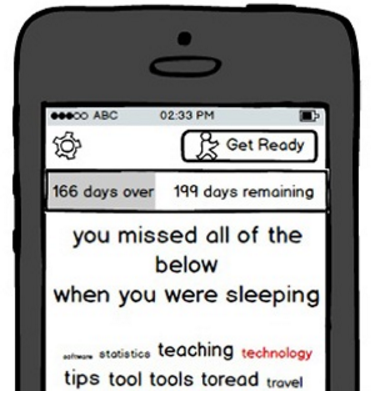 ABC 02:33 PM
Get Ready
166 days over 199 days remaining
you missed all of the
below
when you were sleeping
software statistics teaching technology
tips tool tools toread travel